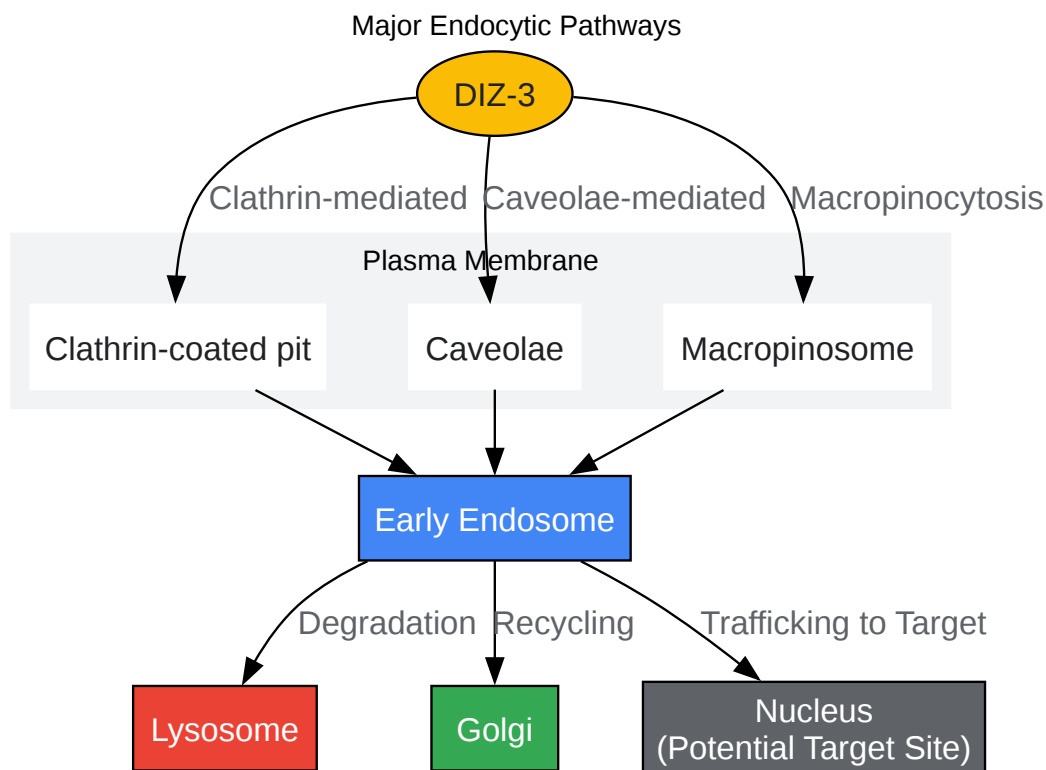 Major Endocytic Pathways
DIZ-3
Clathrin-mediated
Caveolae-mediated
Macropinocytosis
Plasma Membrane
Clathrin-coated pit
Caveolae
Macropinosome
Early Endosome
Degradation
Recycling
Trafficking to Target
Lysosome
Golgi
Nucleus
(Potential Target Site)